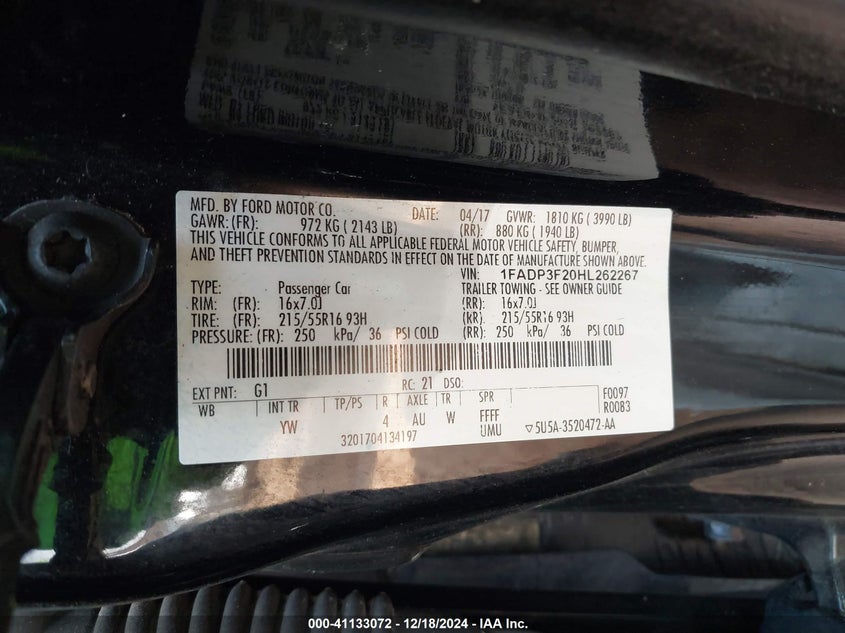 MFD. BY FORD MOTOR CO. DATE: 04/17 GVWR: 1810 KG ( 3990 LB)
GAWR: (FR): 972 KG ( 2143 LB) (RR): 880 KG ( 1940 LB)
THIS VEHICLE CONFORMS TO ALL APPLICABLE FEDERAL MOTOR VEHICLE SAFETY, BUMPER,
AND THEFT PREVENTION STANDARDS IN EFFECT ON THE DATE OF MANUFACTURE SHOWN ABOVE.
VIN: 1FADP3F20HL262267
TYPE: Passenger Car TRAILER TOWING - SEE OWNER GUIDE
RIM: (FR): 16x7.0J (RR): 16x7.0J
TIRE: (FR): 215/55R16 93H (RR): 215/55R16 93H
PRESSURE: (FR): 250 kPa/ 36 PSI COLD (RR): 250 kPa/ 36 PSI COLD
EXT PNT: G1 RC: 21 DSO: F0097
WB INT TR TP/PS R AXLE TR SPR R0083
YW 4 AU W FFFF
3201704134197 UMU ▽5U5A-3520472-AA
000-41133072 - 12/18/2024 - IAA Inc.